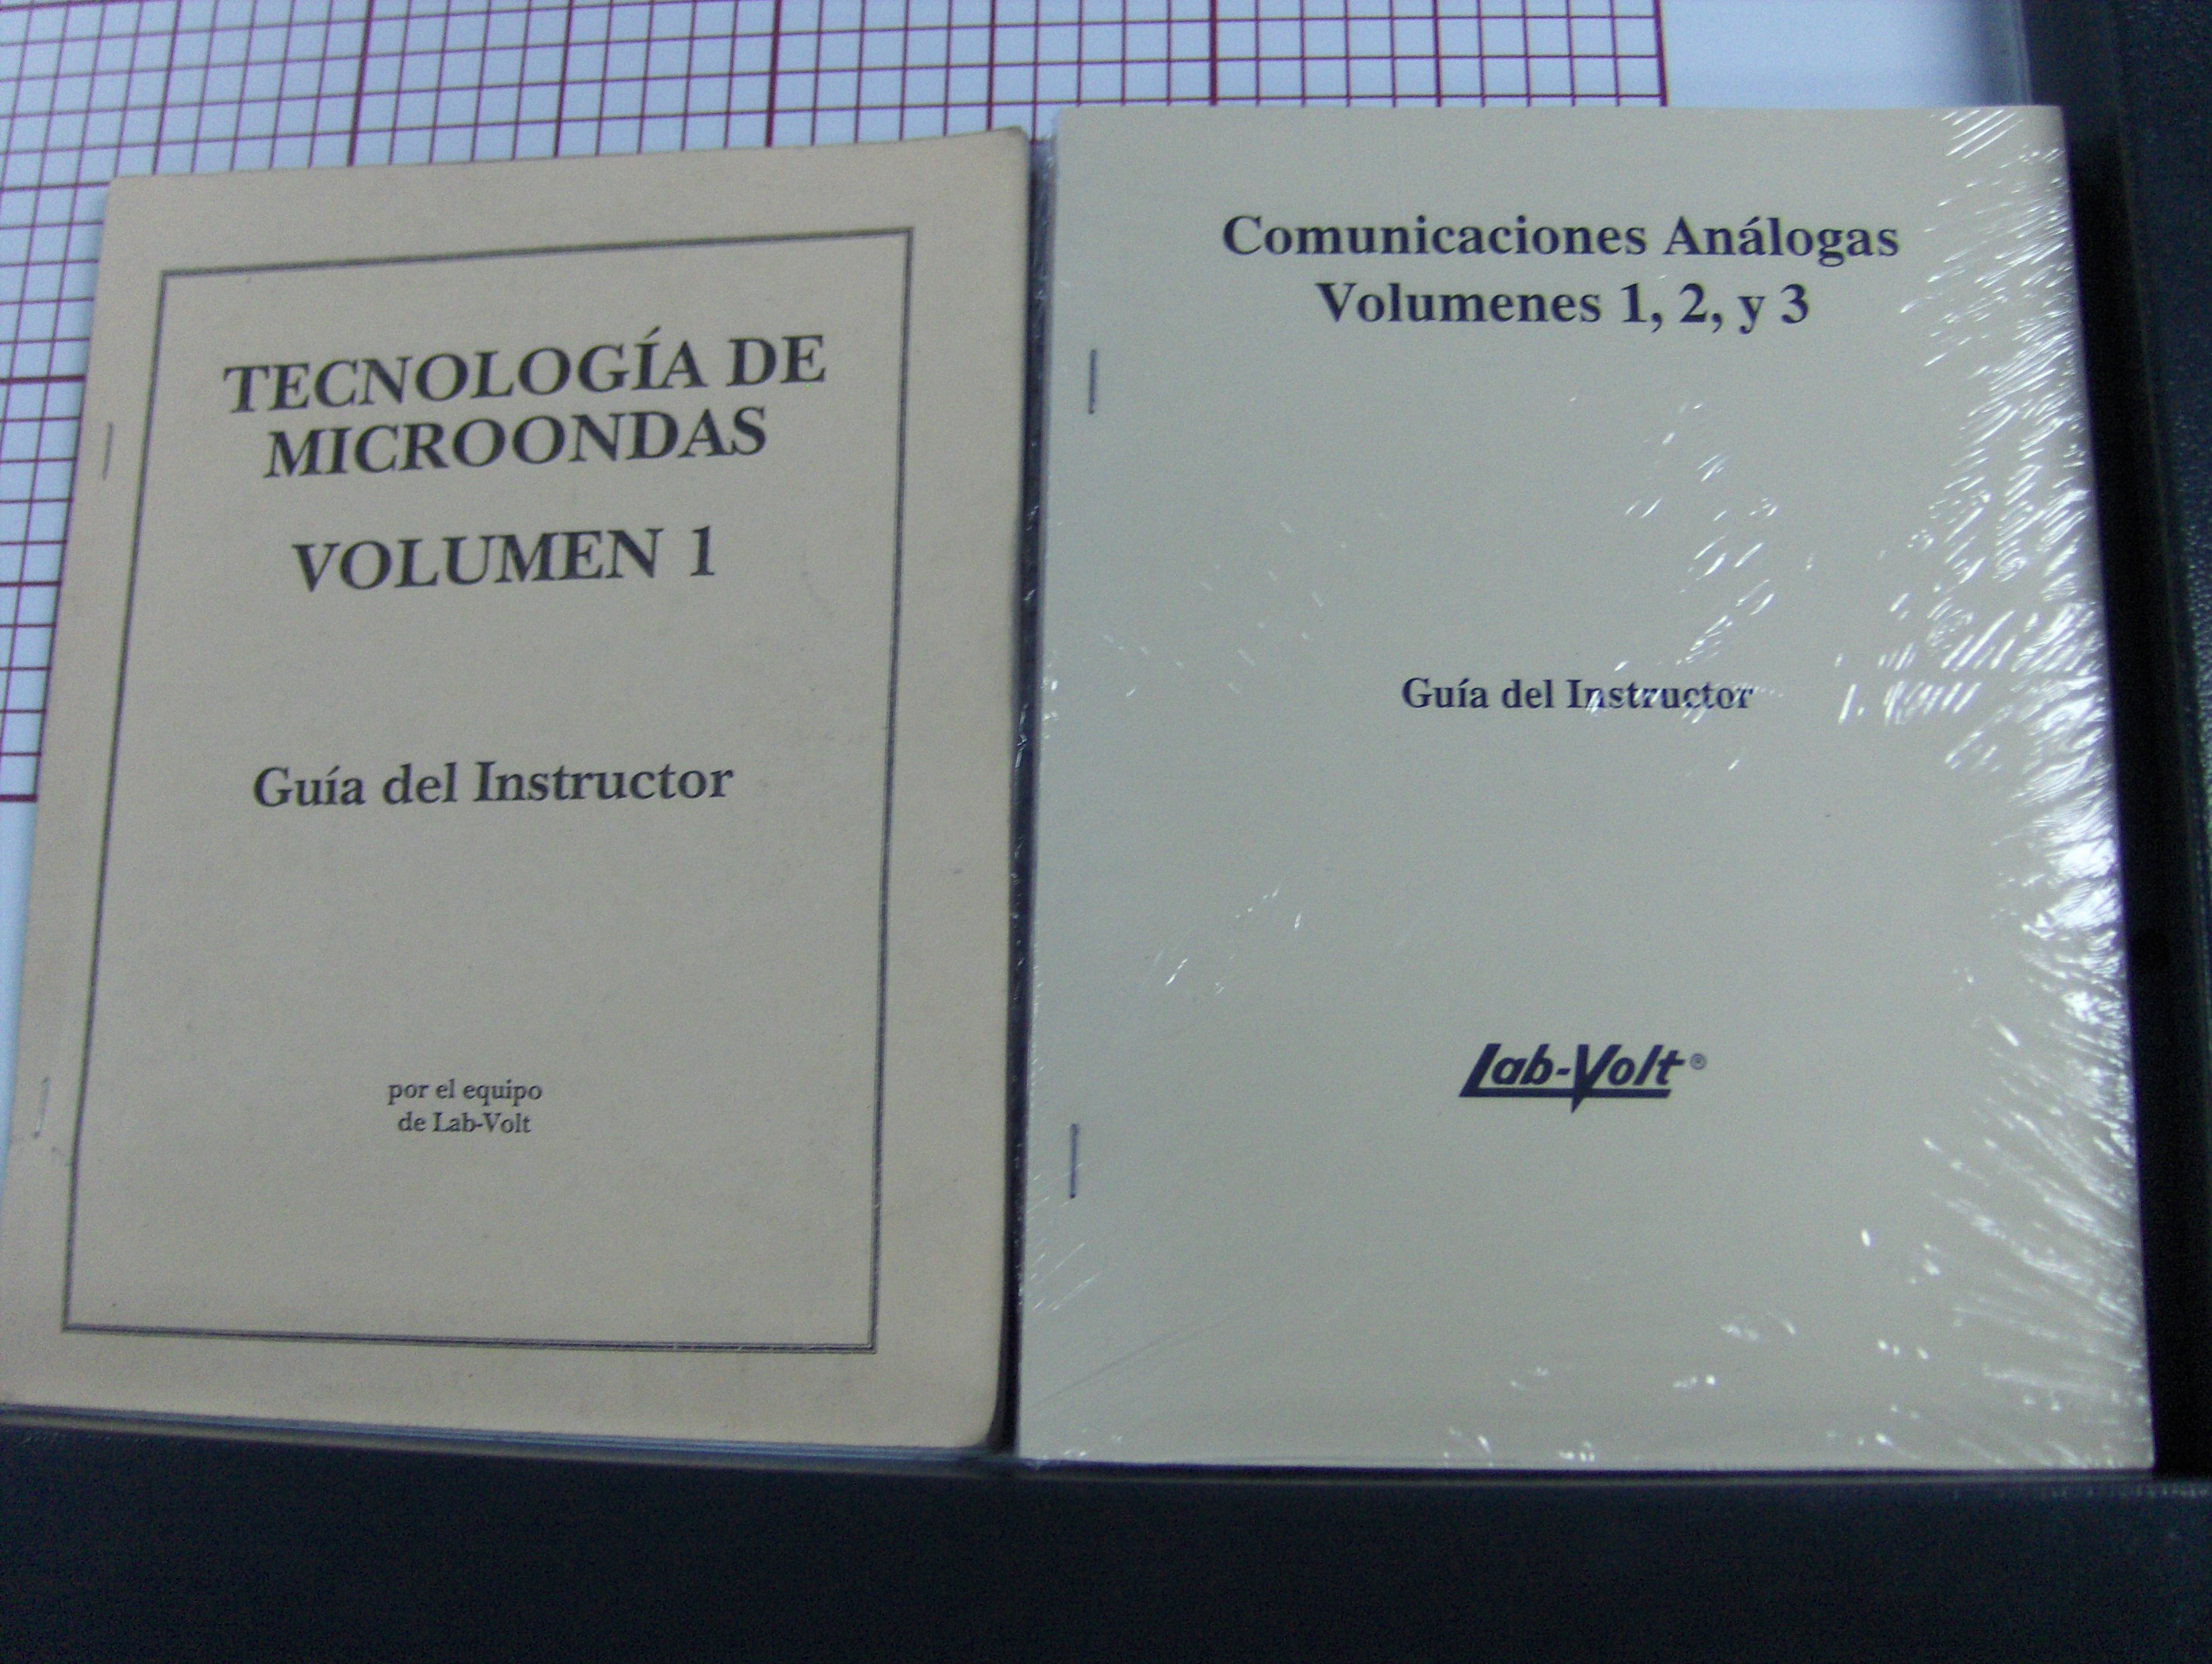 TECNOLOGÍA DE
MICROONDAS
VOLUMEN 1
Guía del Instructor
por el equipo
de Lab-Volt
Comunicaciones Análogas
Volumenes 1, 2, y 3
Guía del Instructor
Lab-Volt®